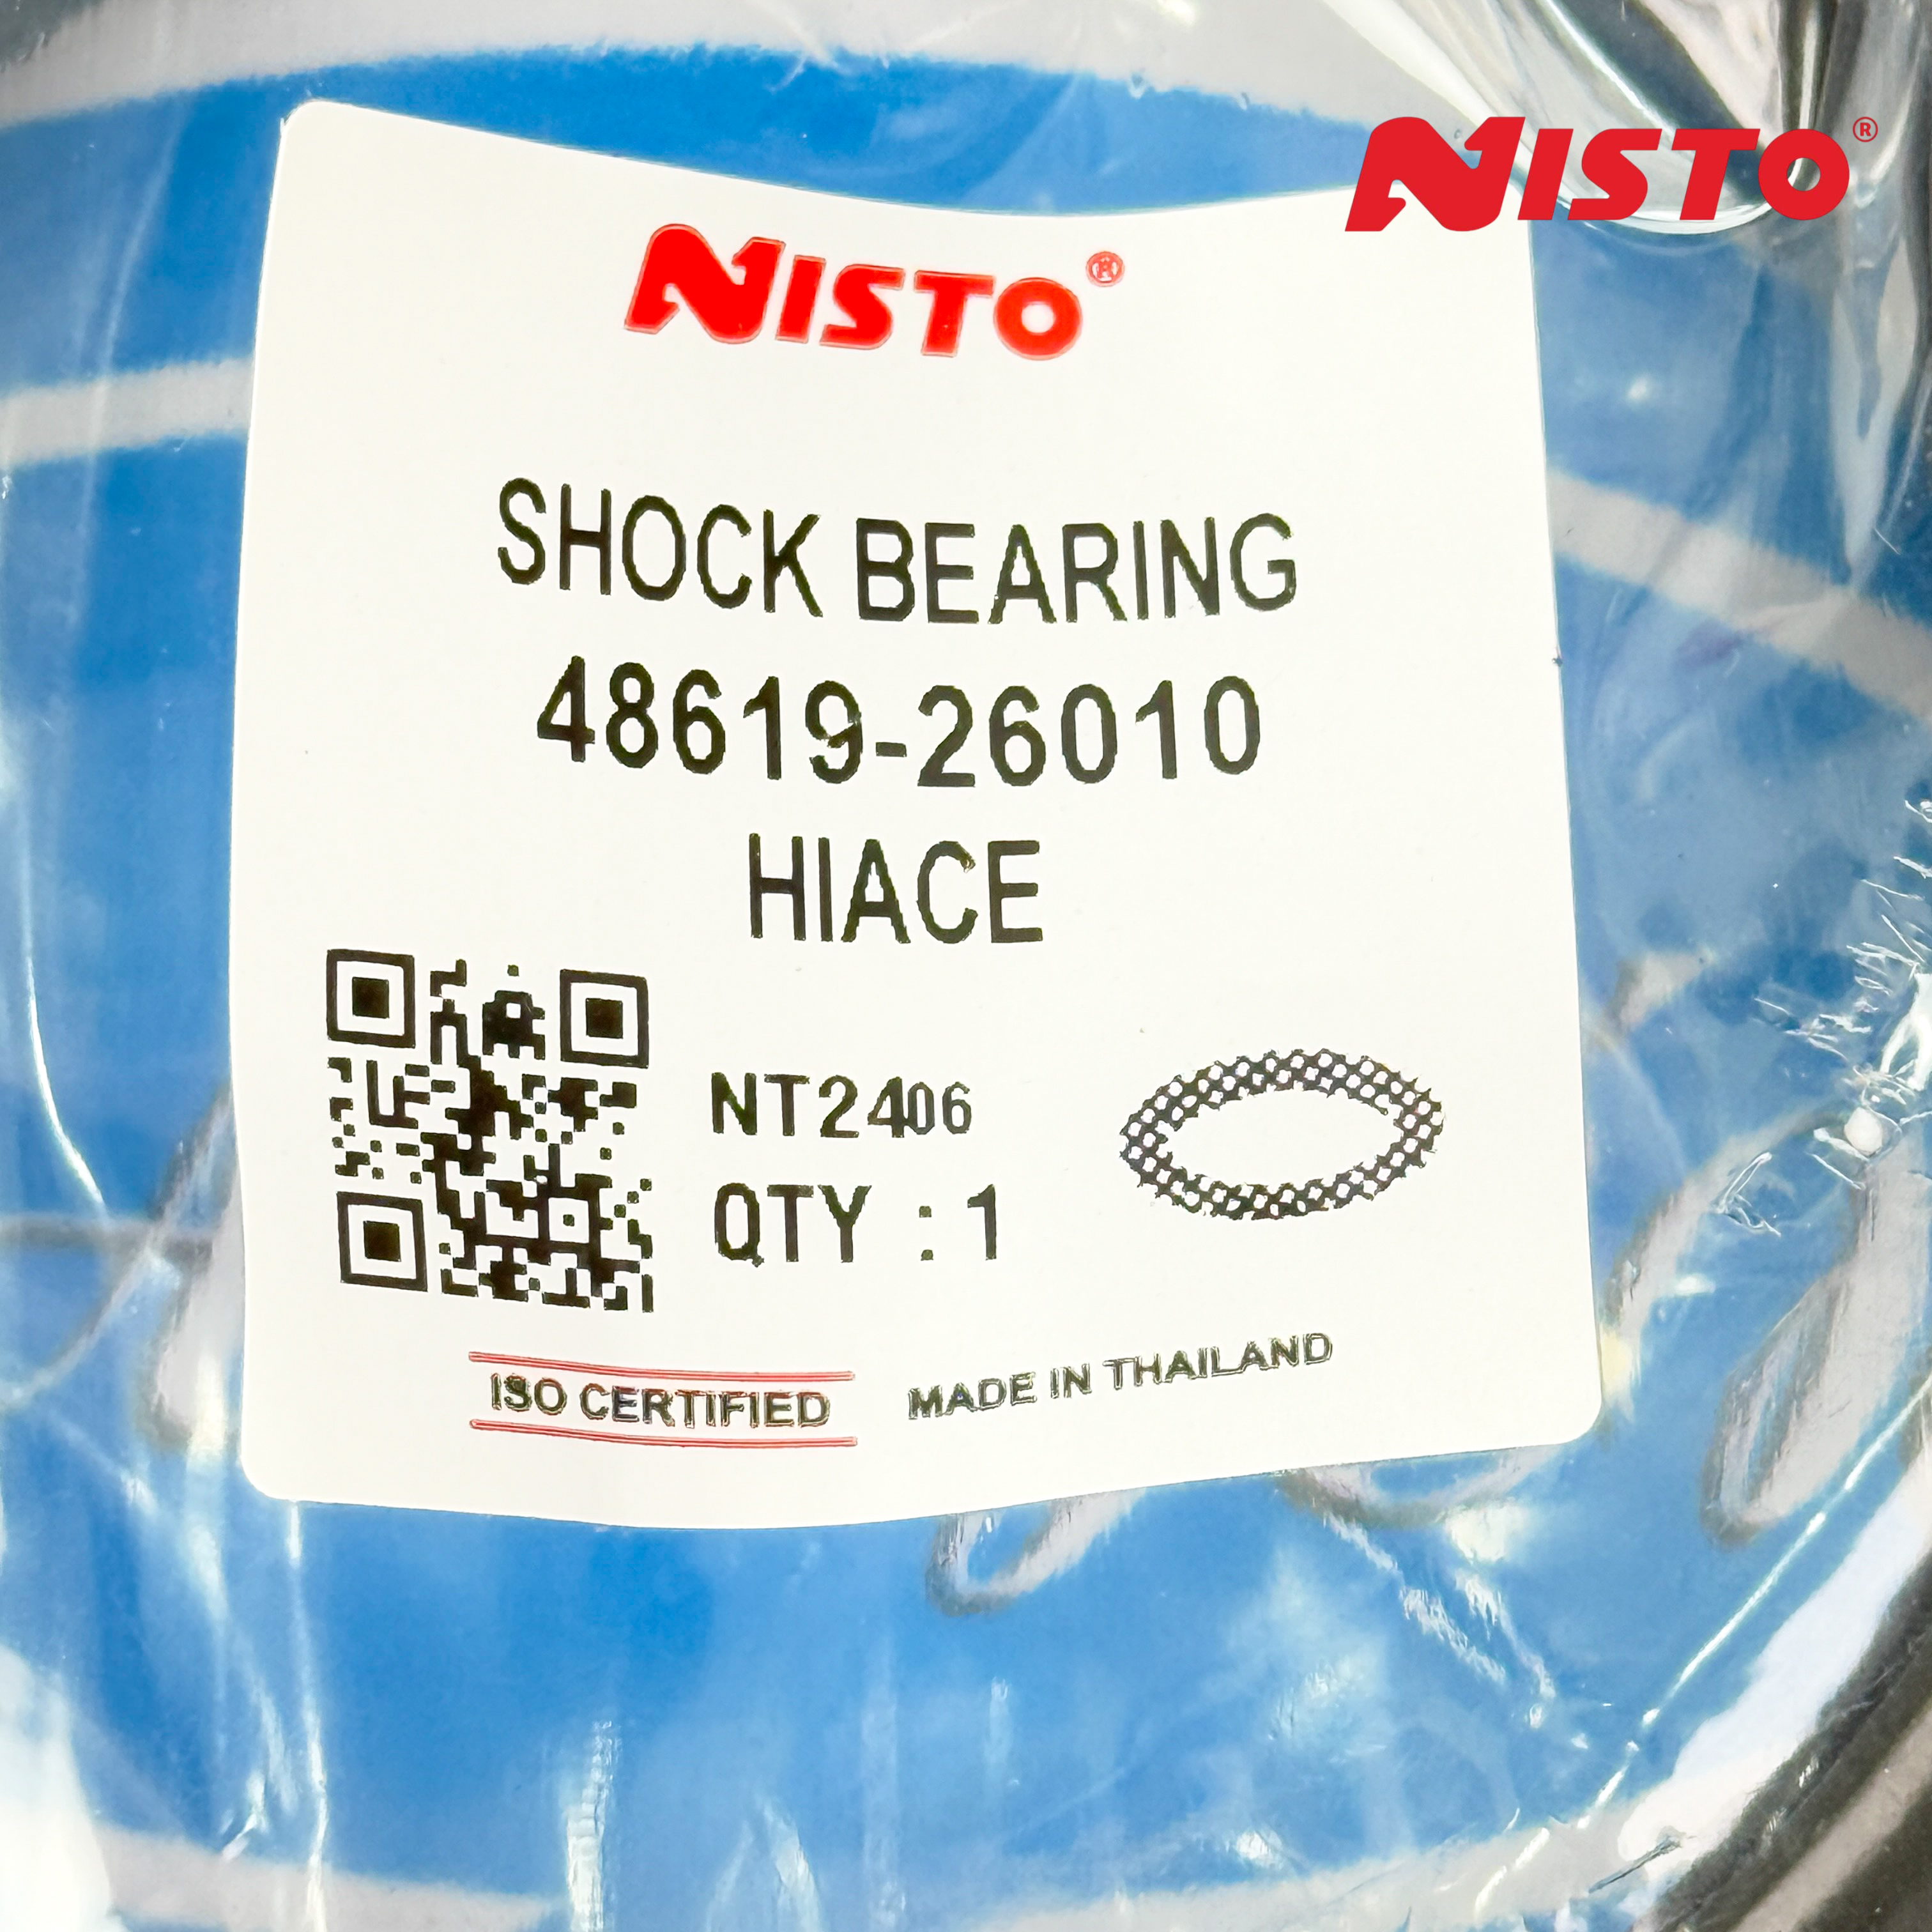 NISTO®
NISTO®
SHOCK BEARING
48619-26010
HIACE
NT2406
QTY : 1
ISO CERTIFIED
MADE IN THAILAND